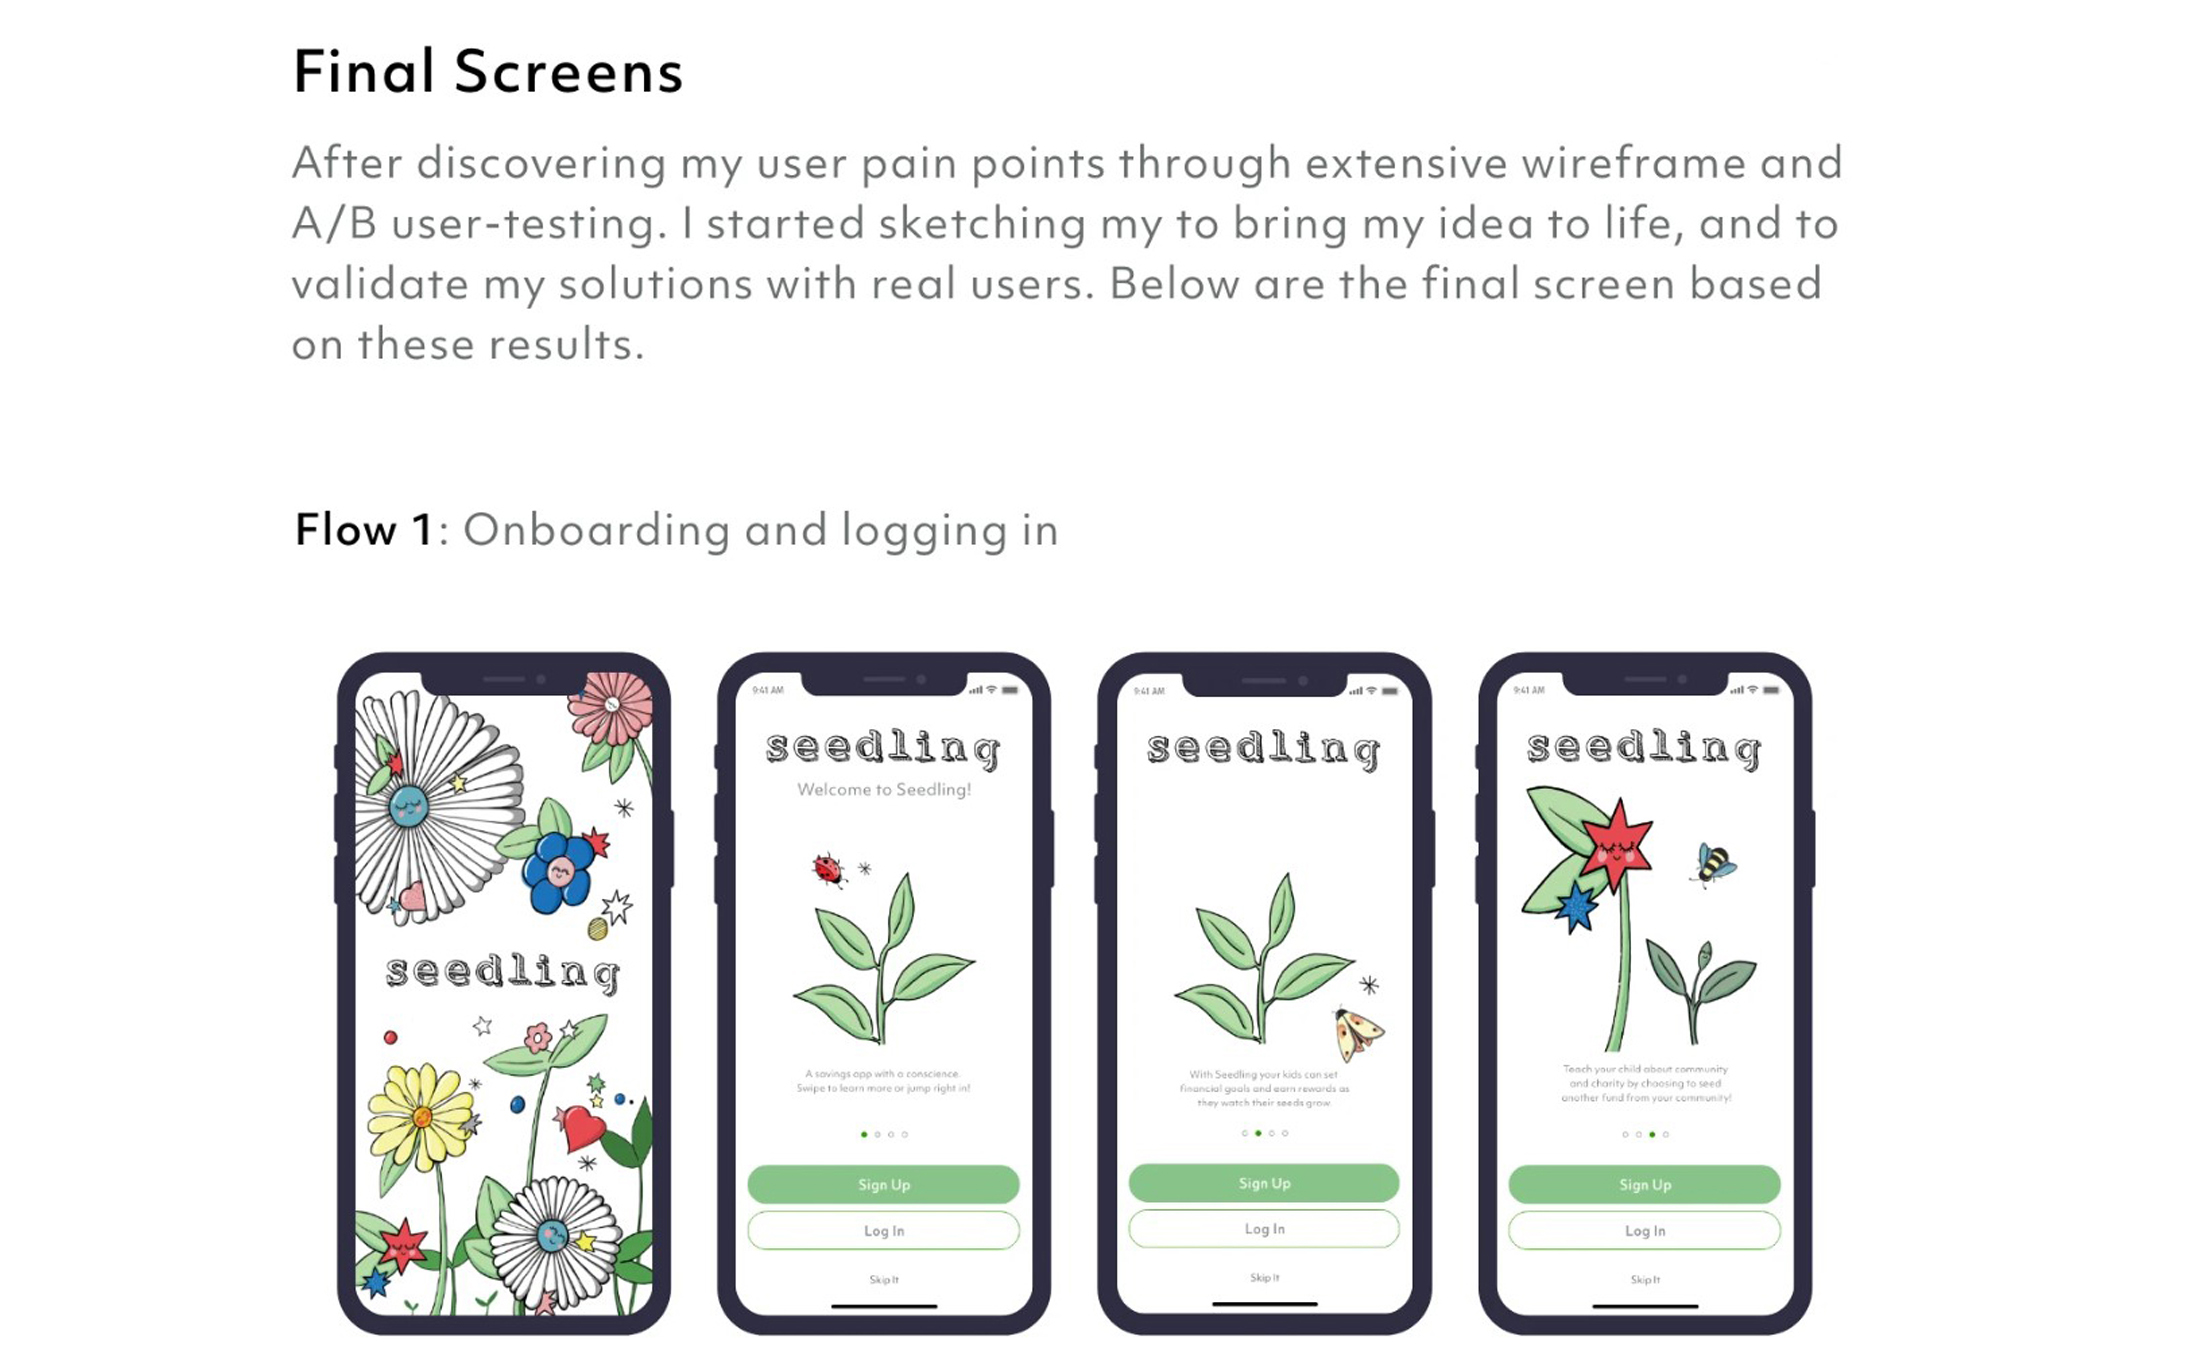 Final Screens
After discovering my user pain points through extensive wireframe and
A/B user-testing. I started sketching my to bring my idea to life, and to
validate my solutions with real users. Below are the final screen based
on these results.
Flow 1: Onboarding and logging in
seedling
9:41 AM
seedling
Welcome to Seedling!
A savings app with a conscience.
Swipe to learn more or jump right in!
Sign Up
Log In
Skip It
9:41 AM
seedling
With Seedling your kids can set
financial goals and earn rewards as
they watch their seeds grow.
Sign Up
Log In
Skip It
9:41 AM
seedling
Teach your child about community
and charity by choosing to seed
another fund from your community!
Sign Up
Log In
Skip It